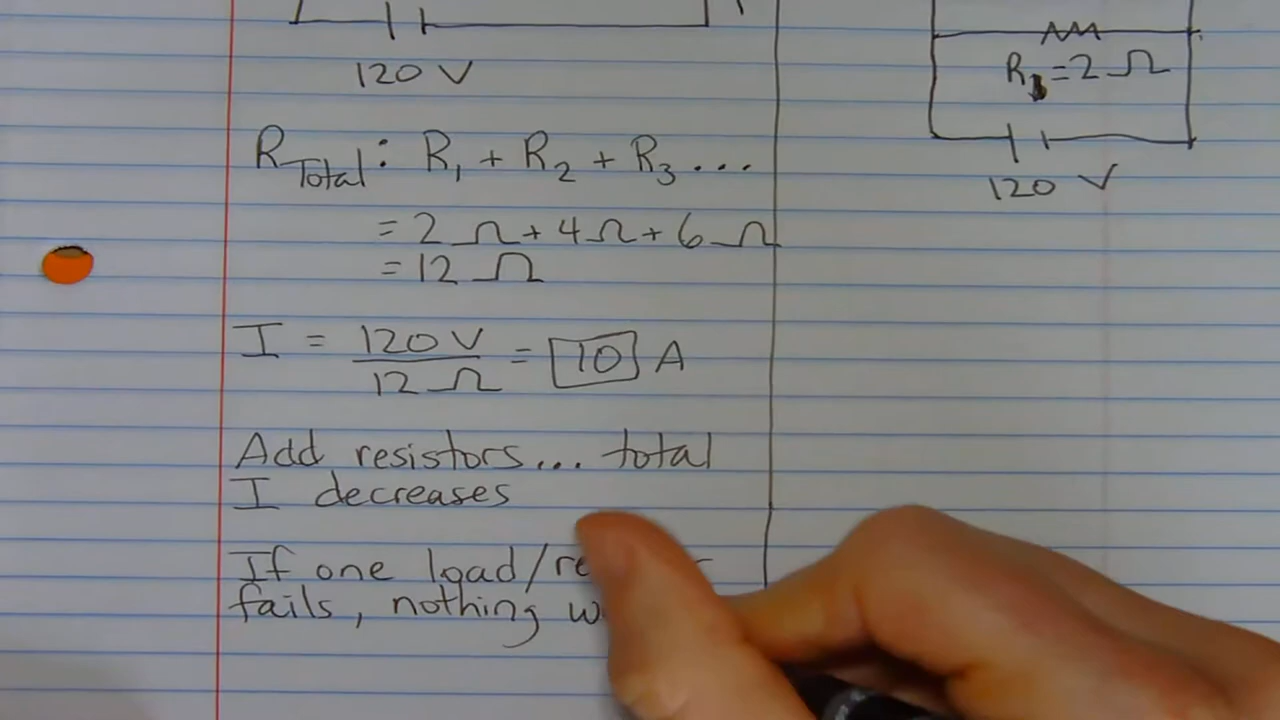 120 V
R_Total: R₁ + R₂ + R₃...
= 2 Ω + 4 Ω + 6 Ω
= 12 Ω
I = 120 V / 12 Ω = 10 A
Add resistors... total
I decreases
If one load/
fails, nothing
R = 2 Ω
120 V